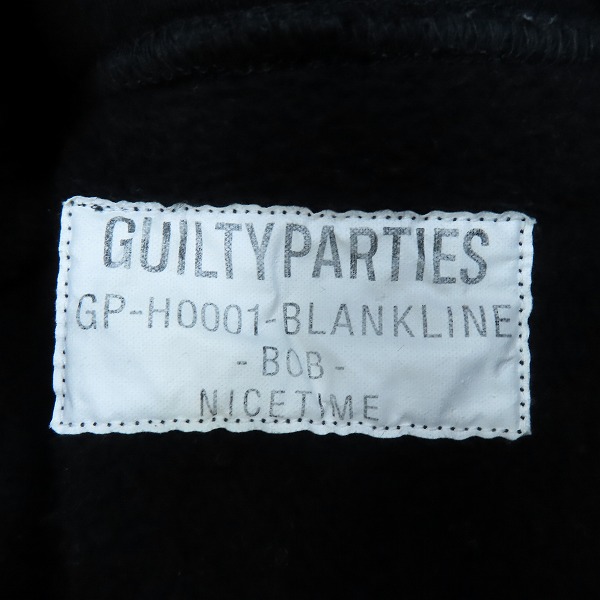 GUILTYPARTIES
GP-H0001-BLANKLINE
-BOB-
NICETIME